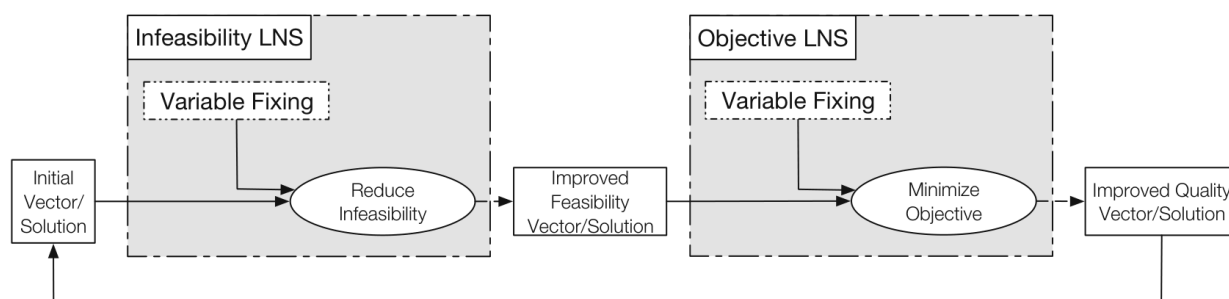 Infeasibility LNS
Variable Fixing
Initial
Vector/
Solution
Reduce
Infeasibility
Improved
Feasibility
Vector/Solution
Objective LNS
Variable Fixing
Minimize
Objective
Improved Quality
Vector/Solution